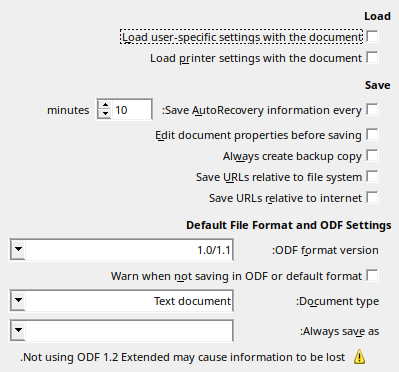 Load
Load user-specific settings with the document
Load printer settings with the document
Save
Save AutoRecovery information every: 10 minutes
Edit document properties before saving
Always create backup copy
Save URLs relative to file system
Save URLs relative to internet
Default File Format and ODF Settings
ODF format version: 1.0/1.1
Warn when not saving in ODF or default format
Document type: Text document
Always save as:
Not using ODF 1.2 Extended may cause information to be lost.